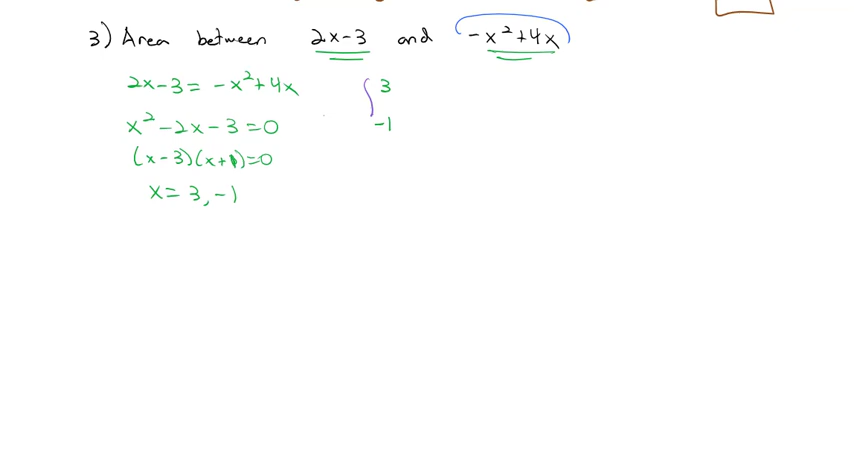 3) Area between 2x-3 and -x²+4x
2x-3 = -x²+4x
x²-2x-3=0
(x-3)(x+1)=0
x=3,-1
∫ 3
-1